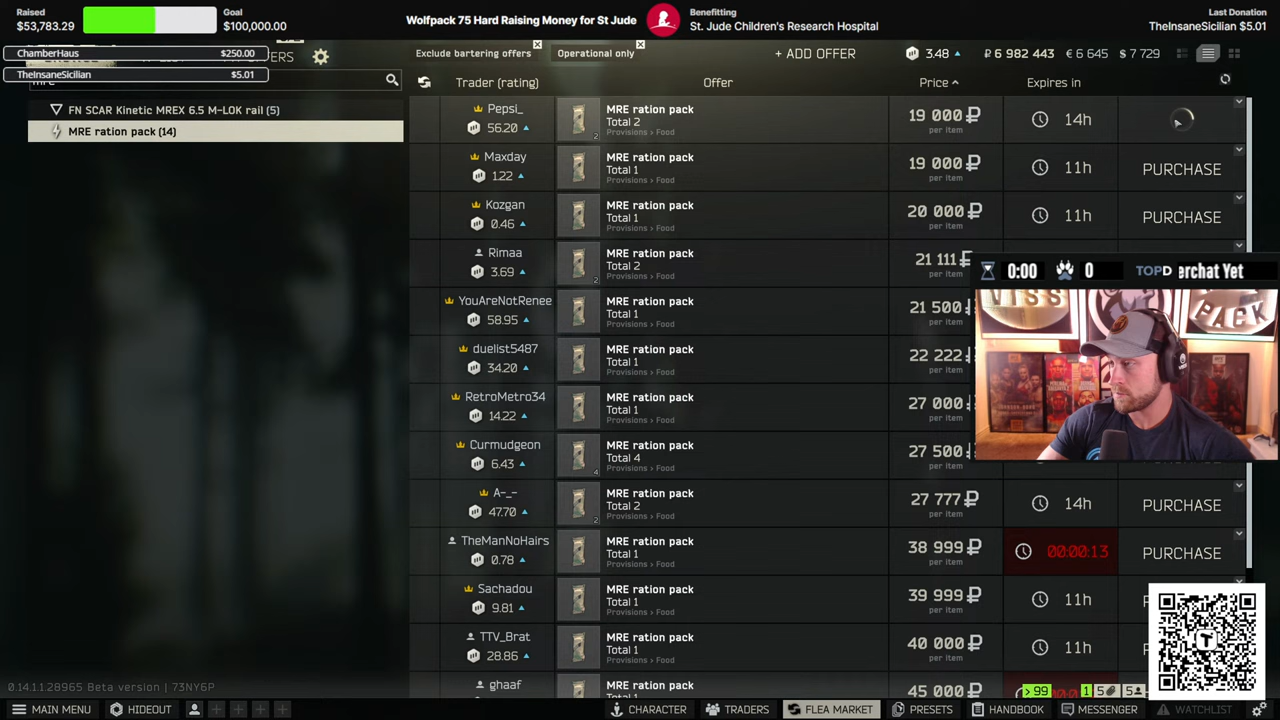 Raised
$53,783.29
Goal
$100,000.00
Wolfpack 75 Hard Raising Money for St Jude
Benefitting
St. Jude Children's Research Hospital
Last Donation
TheInsaneSicilian $5.01
ChamberHaus $250.00
TheInsaneSicilian $5.01
Exclude bartering offers
Operational only
+ ADD OFFER
3.48
₽ 6 982 443
€ 6 645
$ 7 729
Trader (rating)
Offer
Price
Expires in
FN SCAR Kinetic MREX 6.5 M-LOK rail (5)
MRE ration pack (14)
Pepsi_
56.20
MRE ration pack
Total 2
Provisions > Food
2
19 000 ₽
per item
14h
Maxday
1.22
MRE ration pack
Total 1
Provisions > Food
19 000 ₽
per item
11h
PURCHASE
Kozgan
0.46
MRE ration pack
Total 1
Provisions > Food
20 000 ₽
per item
11h
PURCHASE
Rimaa
3.69
MRE ration pack
Total 2
Provisions > Food
2
21 111 ₽
per item
0:00
0
TOPD
erchat Yet
YouAreNotRenee
58.95
MRE ration pack
Total 1
Provisions > Food
21 500
per item
duelist5487
34.20
MRE ration pack
Total 1
Provisions > Food
22 222
per item
RetroMetro34
14.22
MRE ration pack
Total 1
Provisions > Food
27 000
per item
Curmudgeon
6.43
MRE ration pack
Total 4
Provisions > Food
4
27 500
per item
A-_-
47.70
MRE ration pack
Total 2
Provisions > Food
2
27 777 ₽
per item
14h
PURCHASE
TheManNoHairs
0.78
MRE ration pack
Total 1
Provisions > Food
38 999 ₽
per item
00:00:13
PURCHASE
Sachadou
9.81
MRE ration pack
Total 1
Provisions > Food
39 999 ₽
per item
11h
TTV_Brat
28.86
MRE ration pack
Total 1
Provisions > Food
40 000 ₽
per item
11h
ghaaf
MRE ration pack
45 000
PACK
0.14.1.1.28965 Beta version | 73NY6P
>99
1
5
5
MAIN MENU
HIDEOUT
CHARACTER
TRADERS
FLEA MARKET
PRESETS
HANDBOOK
MESSENGER
WATCHLIST